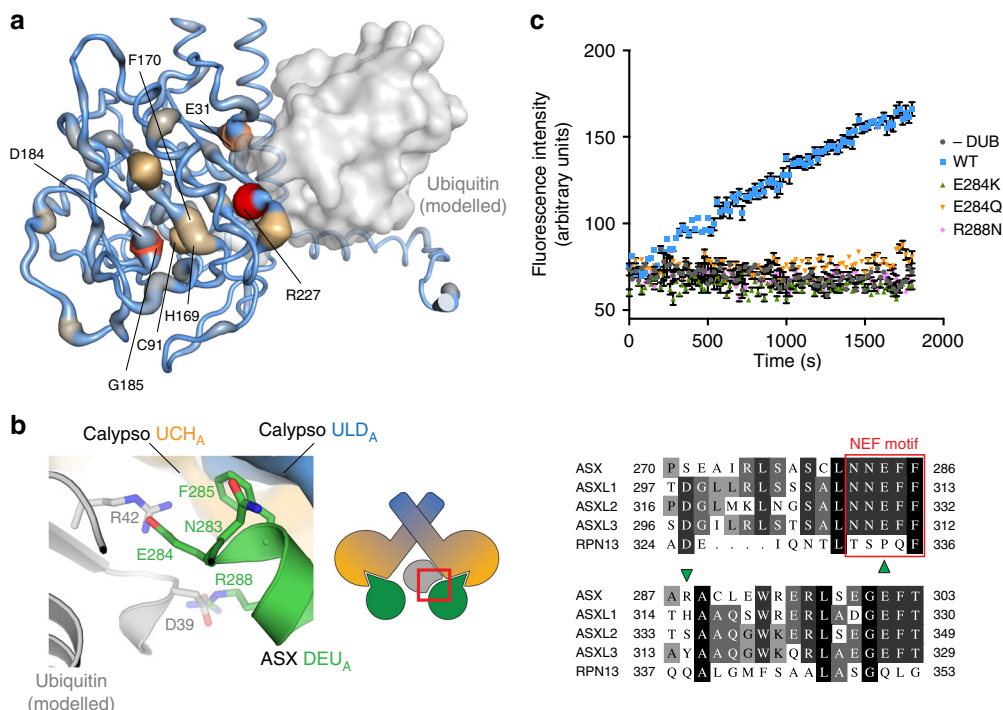 a
F170
E31
D184
Ubiquitin
(modelled)
R227
H169
C91
G185
b
Calypso UCHA
Calypso ULDA
F285
R42
N283
E284
R288
D39
ASX DEUA
Ubiquitin
(modelled)
c
Fluorescence intensity
(arbitrary units)
200
150
100
50
0
500
1000
1500
2000
Time (s)
– DUB
WT
E284K
E284Q
R288N
NEF motif
ASX 270 P S E A I R L S A S C L N N E F F 286
ASXL1 297 T D G L L R L S S S A L N N E F F 313
ASXL2 316 P D G L M K L N G S A L N N E F F 332
ASXL3 296 S D G I L R L S T S A L N N E F F 312
RPN13 324 A D E . . . . I Q N T L T S P Q F 336
ASX 287 A R A C L E W R E R L S E G E F T 303
ASXL1 314 T H A A Q S W R E R L A D G E F T 330
ASXL2 333 T S A A Q G W K E R L S E G E F T 349
ASXL3 313 A Y A A Q G W K Q R L A E G E F T 329
RPN13 337 Q Q A L G M F S A A L A S G Q L G 353